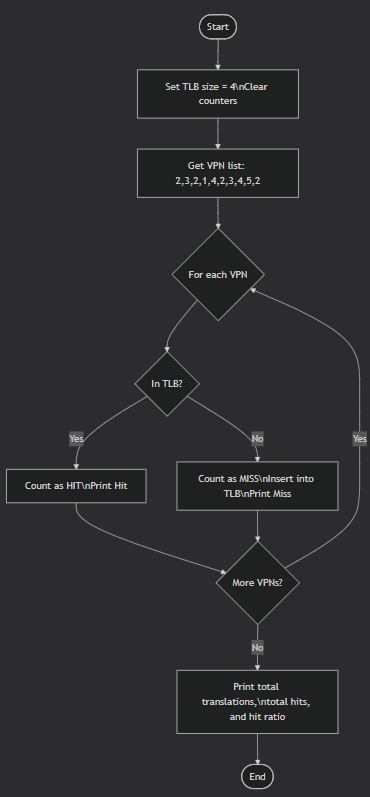 Start
Set TLB size = 4\nClear
counters
Get VPN list:
2,3,2,1,4,2,3,4,5,2
For each VPN
In TLB?
Yes
No
Yes
Count as HIT\nPrint Hit
Count as MISS\nInsert into
TLB\nPrint Miss
More VPNs?
No
Print total
translations,\ntotal hits,
and hit ratio
End